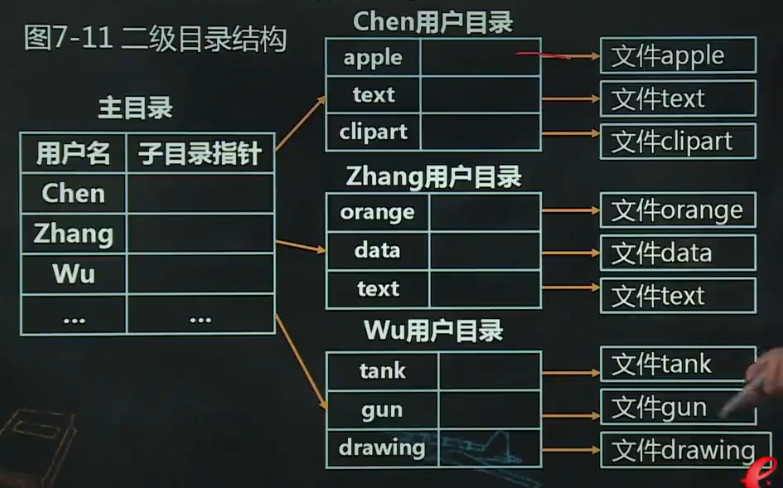 图7-11 二级目录结构
主目录
用户名 子目录指针
Chen
Zhang
Wu
... ...
Chen用户目录
apple
text
clipart
文件apple
文件text
文件clipart
Zhang用户目录
orange
data
text
文件orange
文件data
文件text
Wu用户目录
tank
gun
drawing
文件tank
文件gun
文件drawing